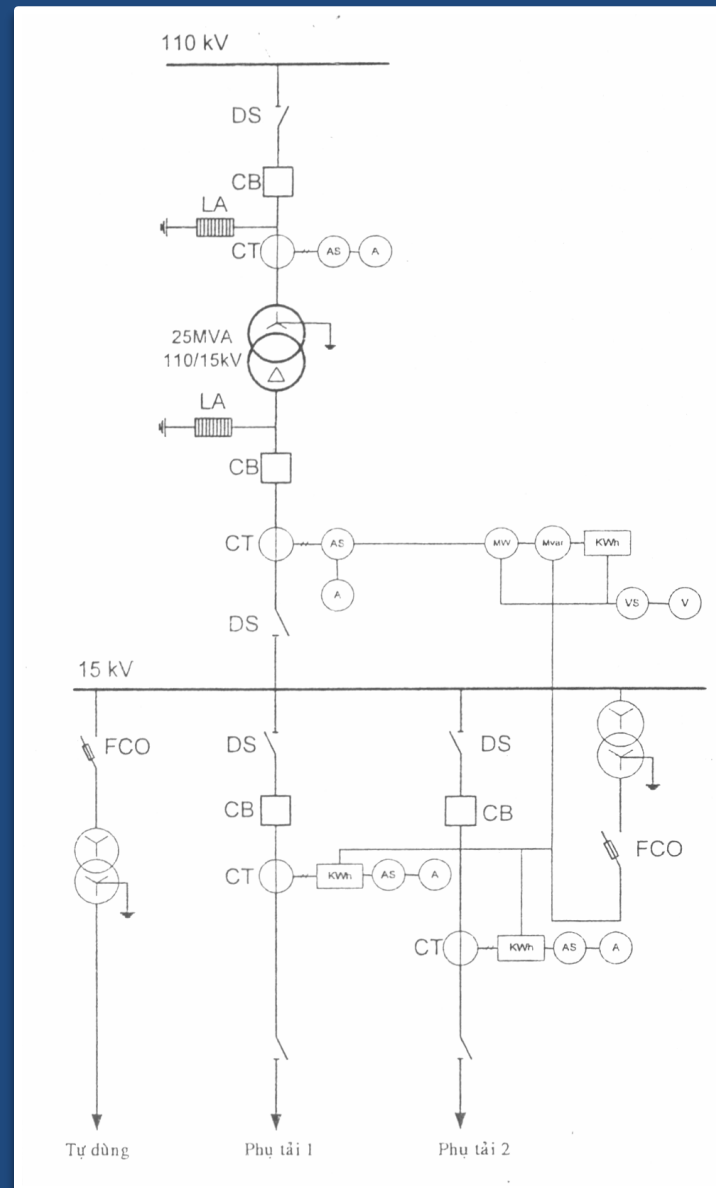 110 kV
DS
CB
LA
CT AS A
25MVA
110/15kV
LA
CB
CT AS MW Mvar KWh
A VS V
DS
15 kV
FCO DS DS
CB CB
FCO
CT KWh AS A
CT KWh AS A
Tự dùng Phụ tải 1 Phụ tải 2